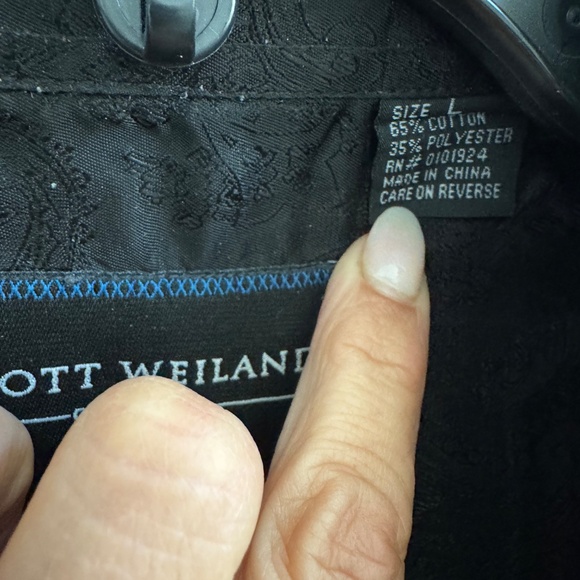 SIZE L
65% COTTON
35% POLYESTER
RN# 0101924
MADE IN CHINA
CARE ON REVERSE
OTT WEILAND